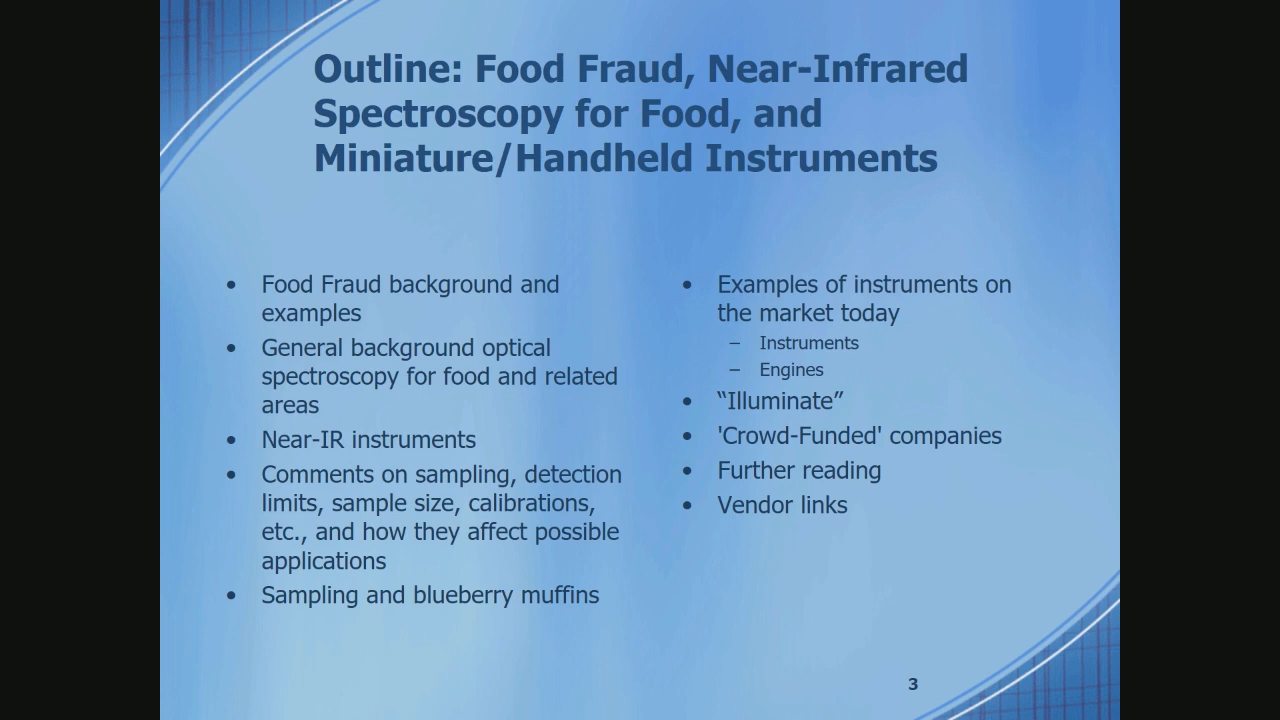 Outline: Food Fraud, Near-Infrared
Spectroscopy for Food, and
Miniature/Handheld Instruments
• Food Fraud background and
examples
• General background optical
spectroscopy for food and related
areas
• Near-IR instruments
• Comments on sampling, detection
limits, sample size, calibrations,
etc., and how they affect possible
applications
• Sampling and blueberry muffins
• Examples of instruments on
the market today
– Instruments
– Engines
• “Illuminate”
• 'Crowd-Funded' companies
• Further reading
• Vendor links
3